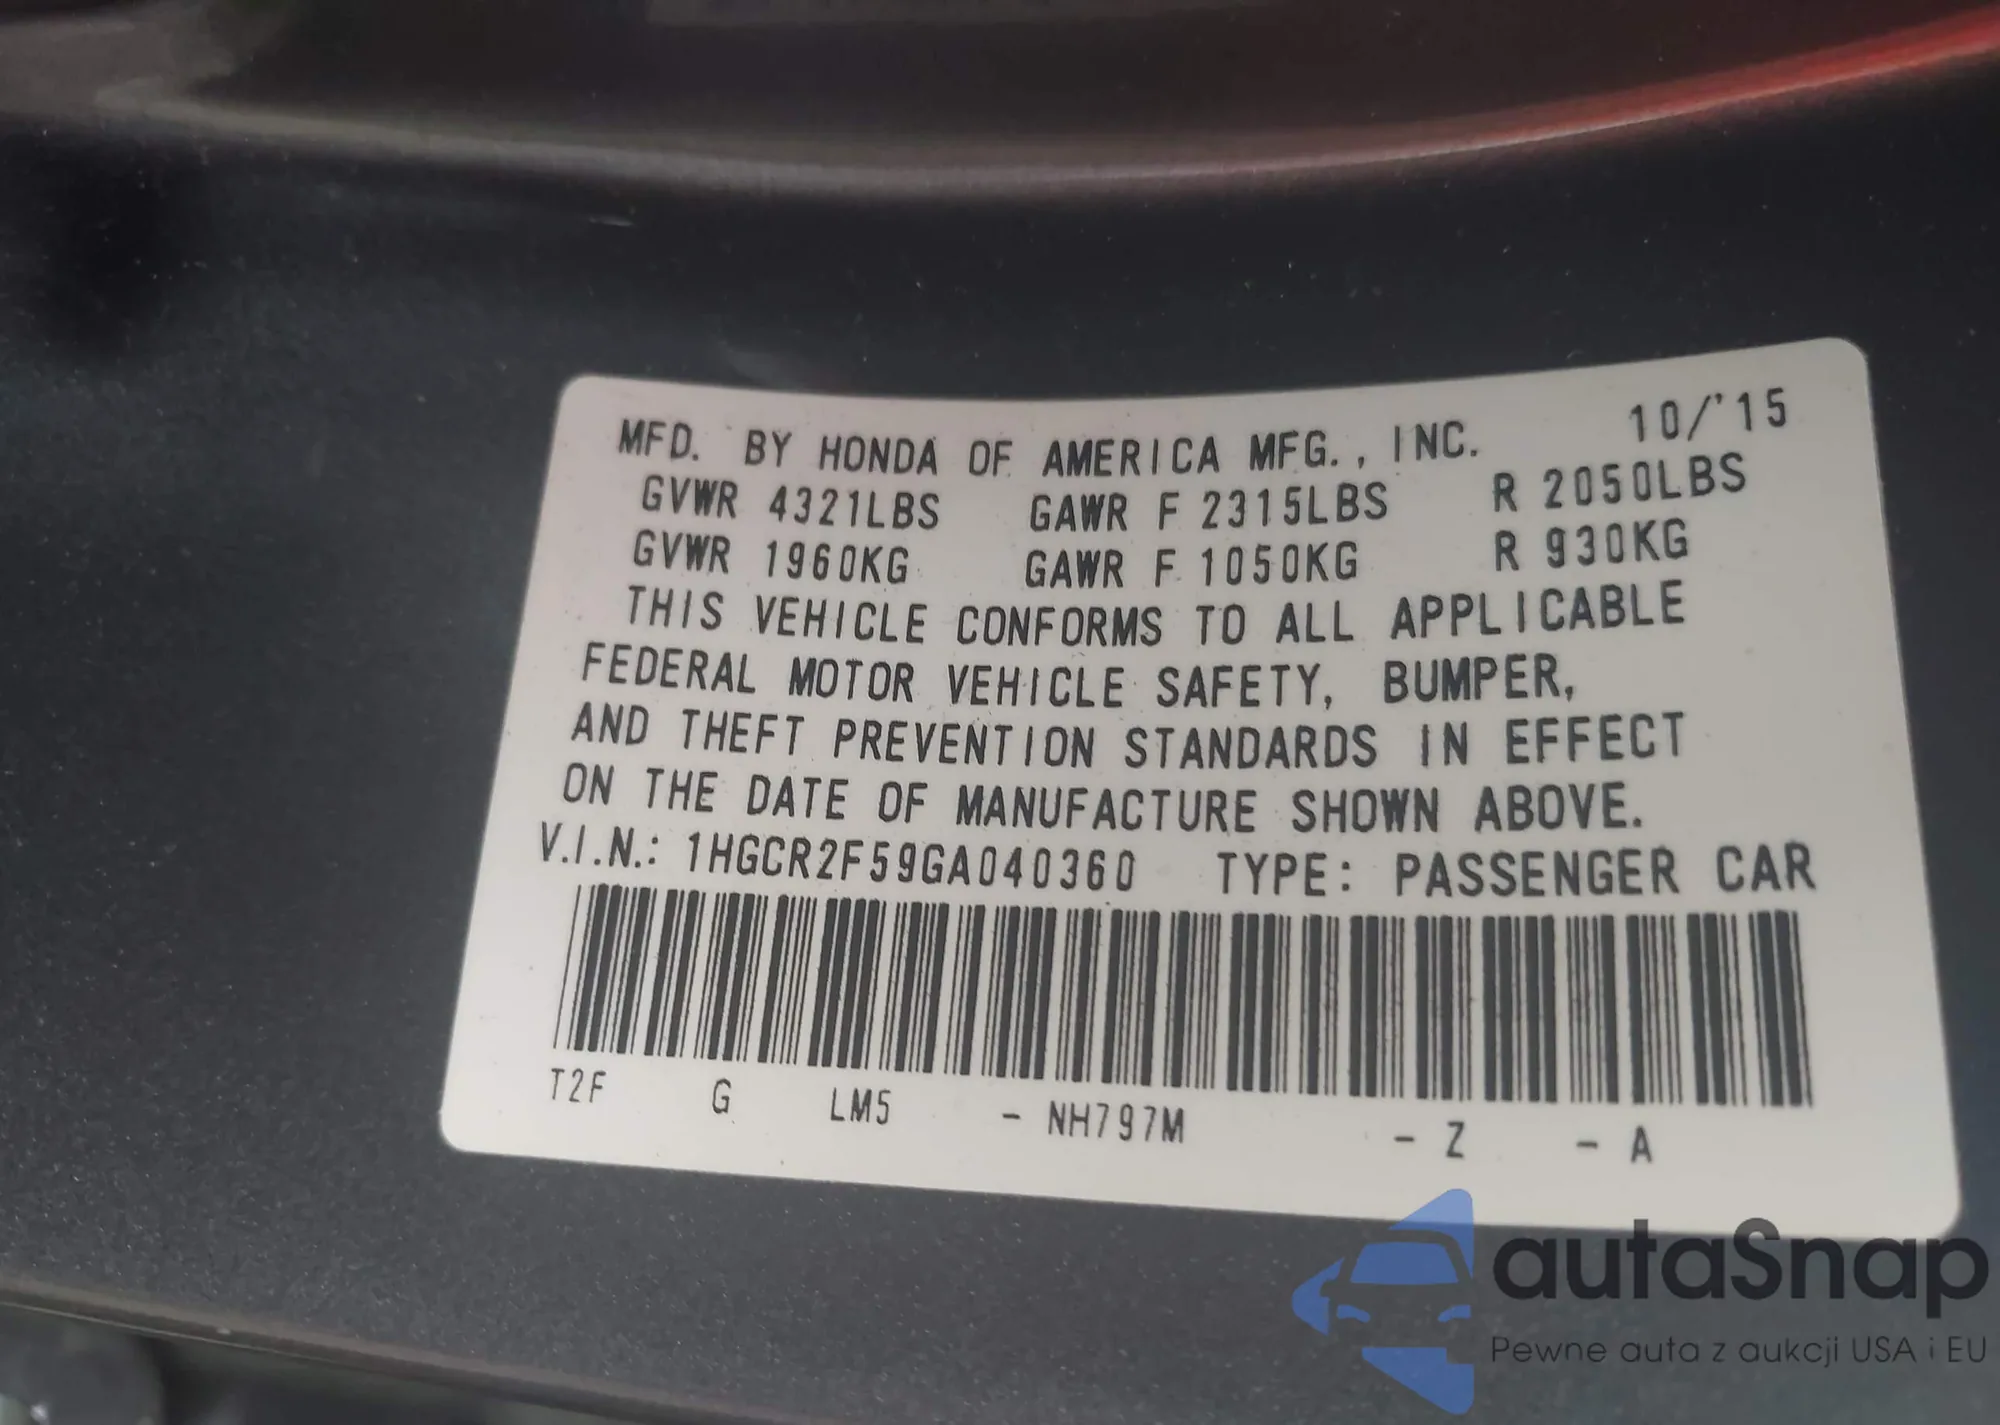 MFD. BY HONDA OF AMERICA MFG., INC. 10/'15
GVWR 4321LBS GAWR F 2315LBS R 2050LBS
GVWR 1960KG GAWR F 1050KG R 930KG
THIS VEHICLE CONFORMS TO ALL APPLICABLE
FEDERAL MOTOR VEHICLE SAFETY, BUMPER,
AND THEFT PREVENTION STANDARDS IN EFFECT
ON THE DATE OF MANUFACTURE SHOWN ABOVE.
V.I.N.: 1HGCR2F59GA040360 TYPE: PASSENGER CAR
T2F G LM5 - NH797M - Z - A
autaSnap
Pewne auta z aukcji USA i EU